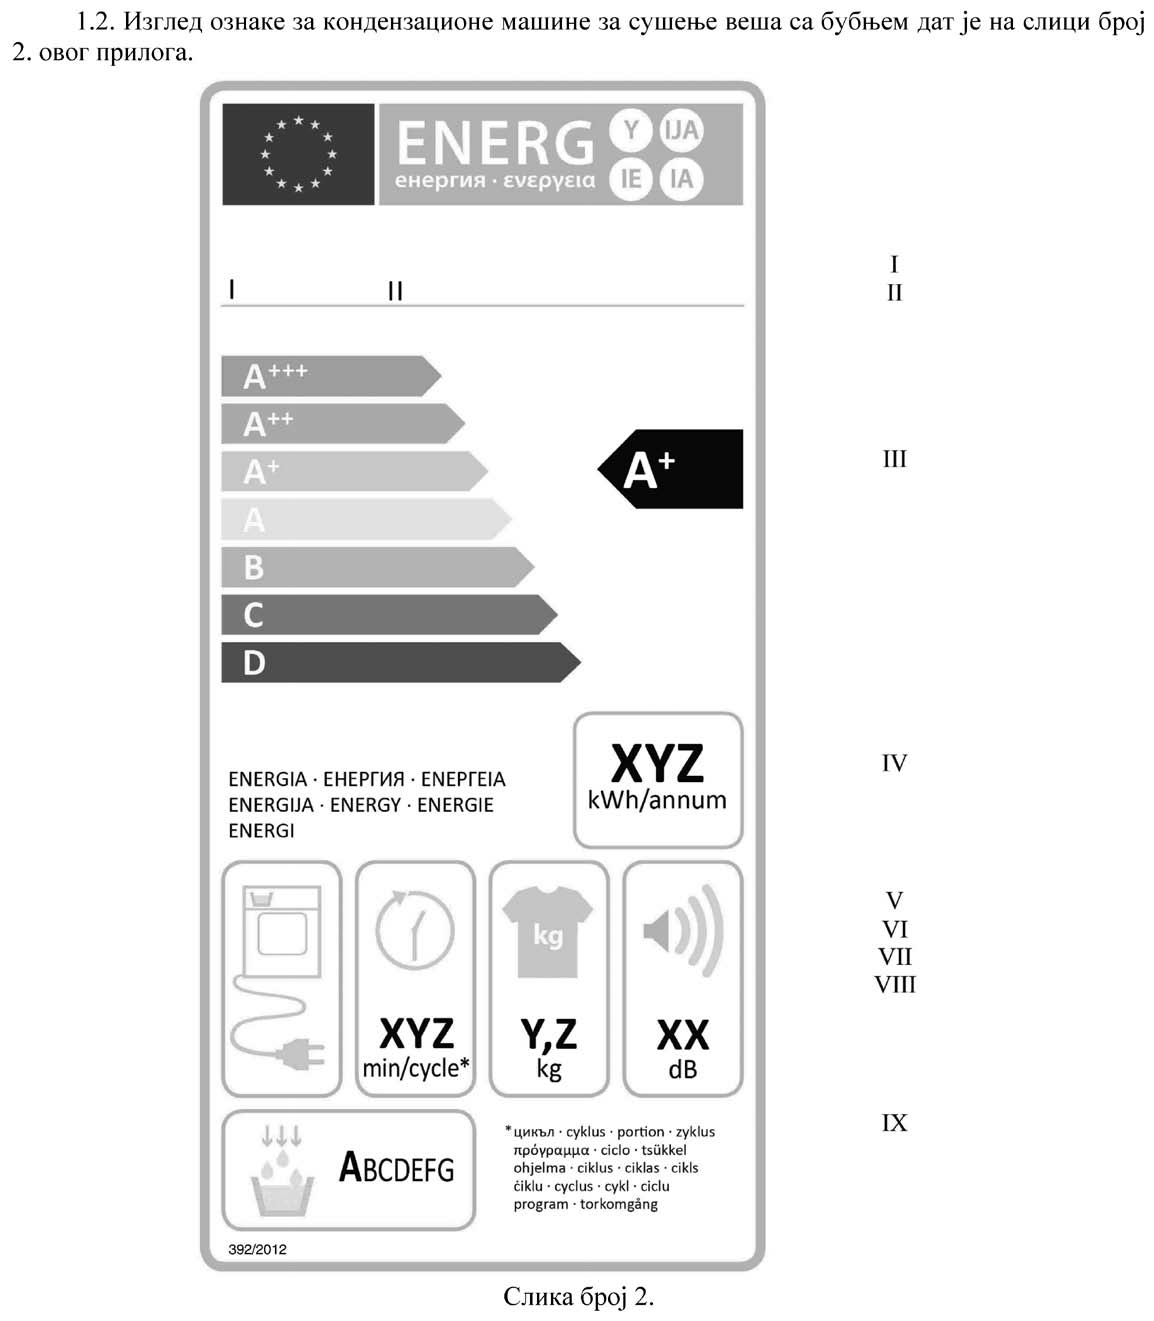 1.2. Изглед ознаке за кондензационе машине за сушење веша са бубњем дат је на слици број
2. овог прилога.
ENERG Y IJA
енергия · ενεργεια IE IA
I
II
I II
A+++
A++
A+
A+
III
A
B
C
D
XYZ
kWh/annum
IV
ENERGIA · ЕНЕРГИЯ · ΕΝΕΡΓΕΙΑ
ENERGIJA · ENERGY · ENERGIE
ENERGI
V
VI
VII
VIII
kg
XYZ
min/cycle*
Y,Z
kg
XX
dB
IX
ABCDEFG
*цикъл · cyklus · portion · zyklus
πρόγραμμα · ciclo · tsükkel
ohjelma · ciklus · ciklas · cikls
ċiklu · cyclus · cykl · ciclu
program · torkomgång
392/2012
Слика број 2.